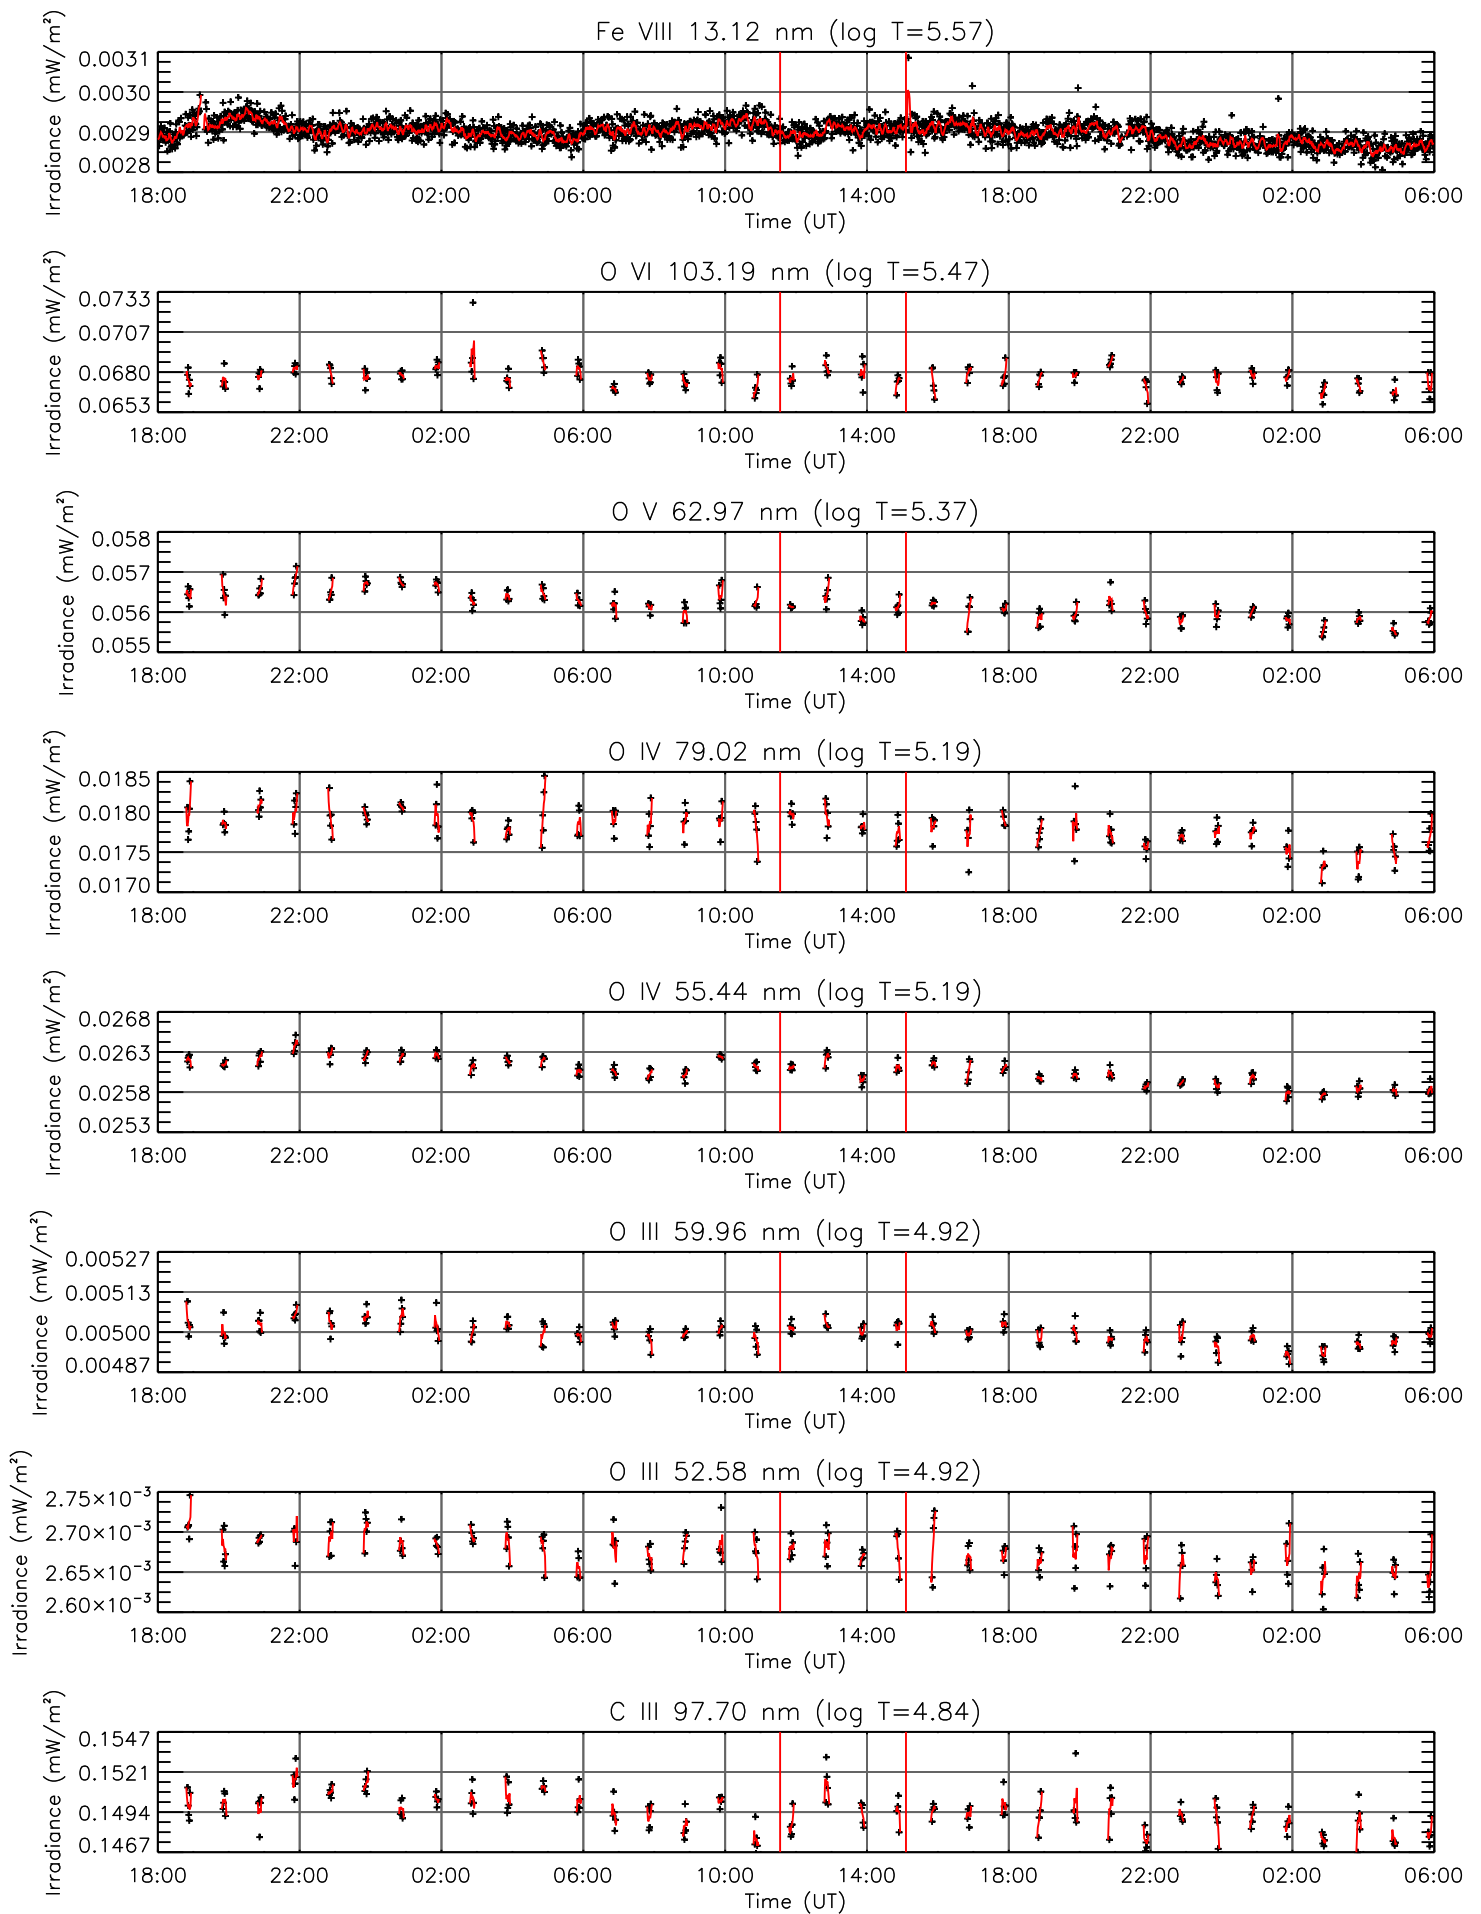 Fe VIII 13.12 nm (log T=5.57)
Irradiance (mW/m²)
0.0031
0.0030
0.0029
0.0028
18:00 22:00 02:00 06:00 10:00 14:00 18:00 22:00 02:00 06:00
Time (UT)
O VI 103.19 nm (log T=5.47)
Irradiance (mW/m²)
0.0733
0.0707
0.0680
0.0653
18:00 22:00 02:00 06:00 10:00 14:00 18:00 22:00 02:00 06:00
Time (UT)
O V 62.97 nm (log T=5.37)
Irradiance (mW/m²)
0.058
0.057
0.056
0.055
18:00 22:00 02:00 06:00 10:00 14:00 18:00 22:00 02:00 06:00
Time (UT)
O IV 79.02 nm (log T=5.19)
Irradiance (mW/m²)
0.0185
0.0180
0.0175
0.0170
18:00 22:00 02:00 06:00 10:00 14:00 18:00 22:00 02:00 06:00
Time (UT)
O IV 55.44 nm (log T=5.19)
Irradiance (mW/m²)
0.0268
0.0263
0.0258
0.0253
18:00 22:00 02:00 06:00 10:00 14:00 18:00 22:00 02:00 06:00
Time (UT)
O III 59.96 nm (log T=4.92)
Irradiance (mW/m²)
0.00527
0.00513
0.00500
0.00487
18:00 22:00 02:00 06:00 10:00 14:00 18:00 22:00 02:00 06:00
Time (UT)
O III 52.58 nm (log T=4.92)
Irradiance (mW/m²)
2.75×10⁻³
2.70×10⁻³
2.65×10⁻³
2.60×10⁻³
18:00 22:00 02:00 06:00 10:00 14:00 18:00 22:00 02:00 06:00
Time (UT)
C III 97.70 nm (log T=4.84)
Irradiance (mW/m²)
0.1547
0.1521
0.1494
0.1467
18:00 22:00 02:00 06:00 10:00 14:00 18:00 22:00 02:00 06:00
Time (UT)